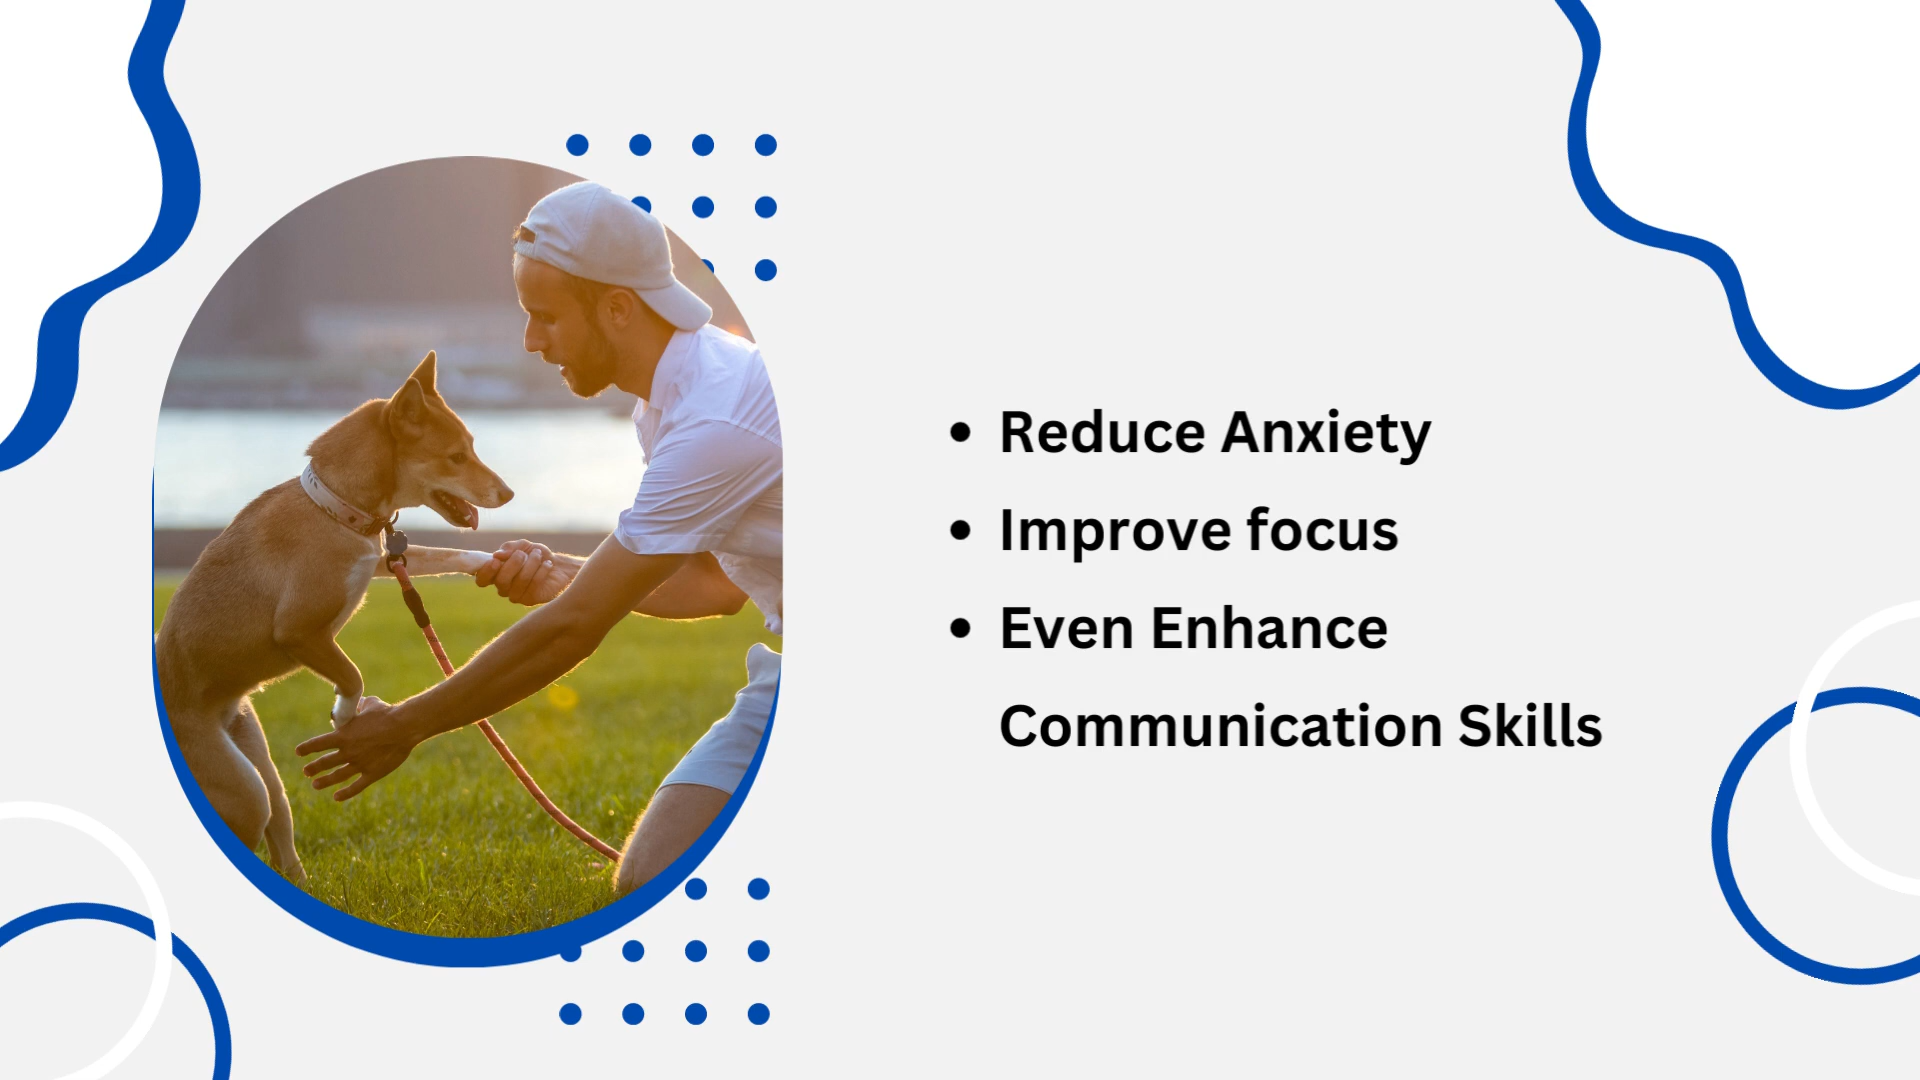 • Reduce Anxiety
• Improve focus
• Even Enhance
Communication Skills